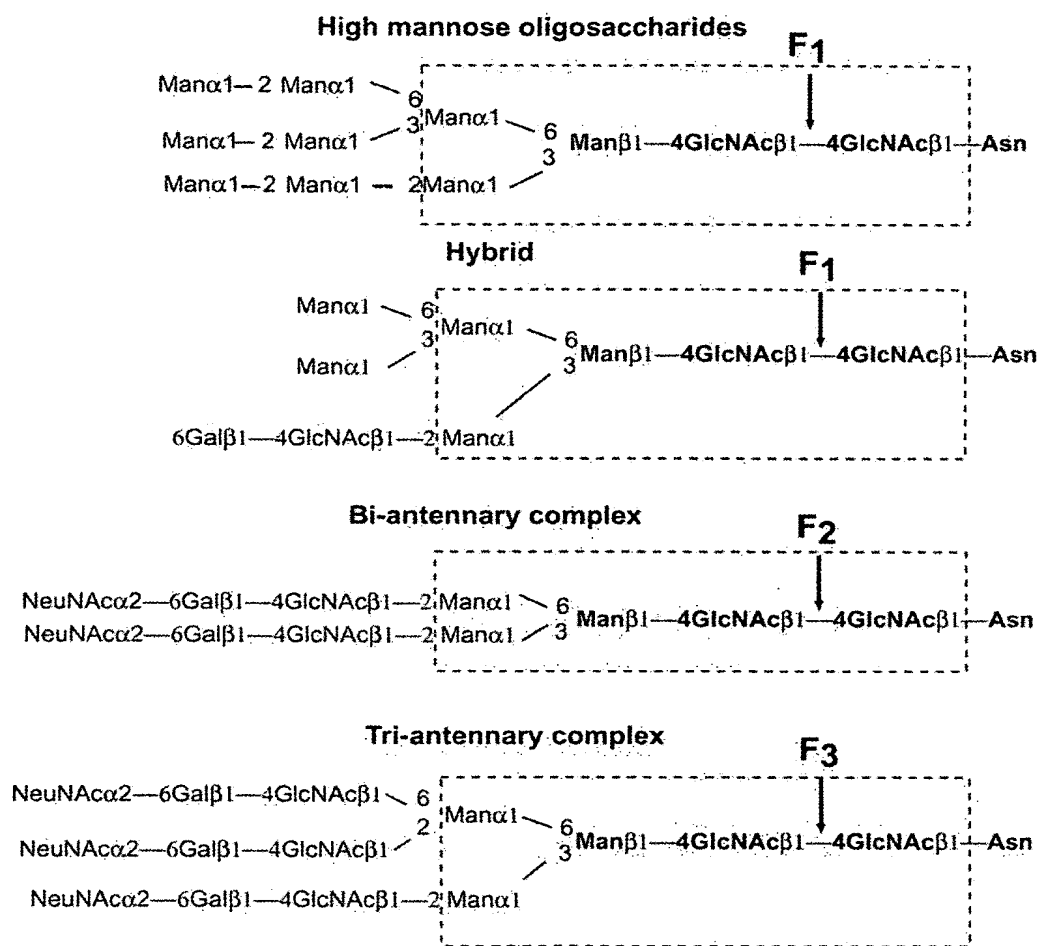 High mannose oligosaccharides
F1
Manα1—2 Manα1
6
3
Manα1
Manα1—2 Manα1
6
3
Manβ1—4GlcNAcβ1—4GlcNAcβ1—Asn
Manα1—2 Manα1—2Manα1
Hybrid
F1
Manα1
6
3
Manα1
Manα1
6
3
Manβ1—4GlcNAcβ1—4GlcNAcβ1—Asn
6Galβ1—4GlcNAcβ1—2Manα1
Bi-antennary complex
F2
NeuNAcα2—6Galβ1—4GlcNAcβ1—2Manα1
NeuNAcα2—6Galβ1—4GlcNAcβ1—2Manα1
6
3
Manβ1—4GlcNAcβ1—4GlcNAcβ1—Asn
Tri-antennary complex
F3
NeuNAcα2—6Galβ1—4GlcNAcβ1
6
2
Manα1
NeuNAcα2—6Galβ1—4GlcNAcβ1
6
3
Manβ1—4GlcNAcβ1—4GlcNAcβ1—Asn
NeuNAcα2—6Galβ1—4GlcNAcβ1—2Manα1